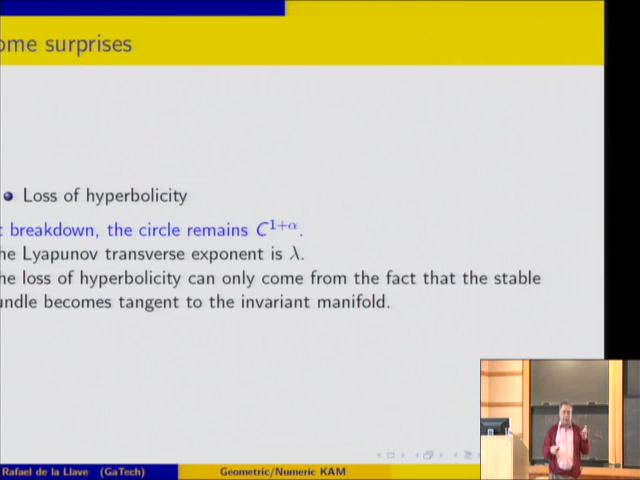 ome surprises
Loss of hyperbolicity
t breakdown, the circle remains C^{1+α}.
he Lyapunov transverse exponent is λ.
he loss of hyperbolicity can only come from the fact that the stable
undle becomes tangent to the invariant manifold.
Rafael de la Llave (GaTech)
Geometric/Numeric KAM